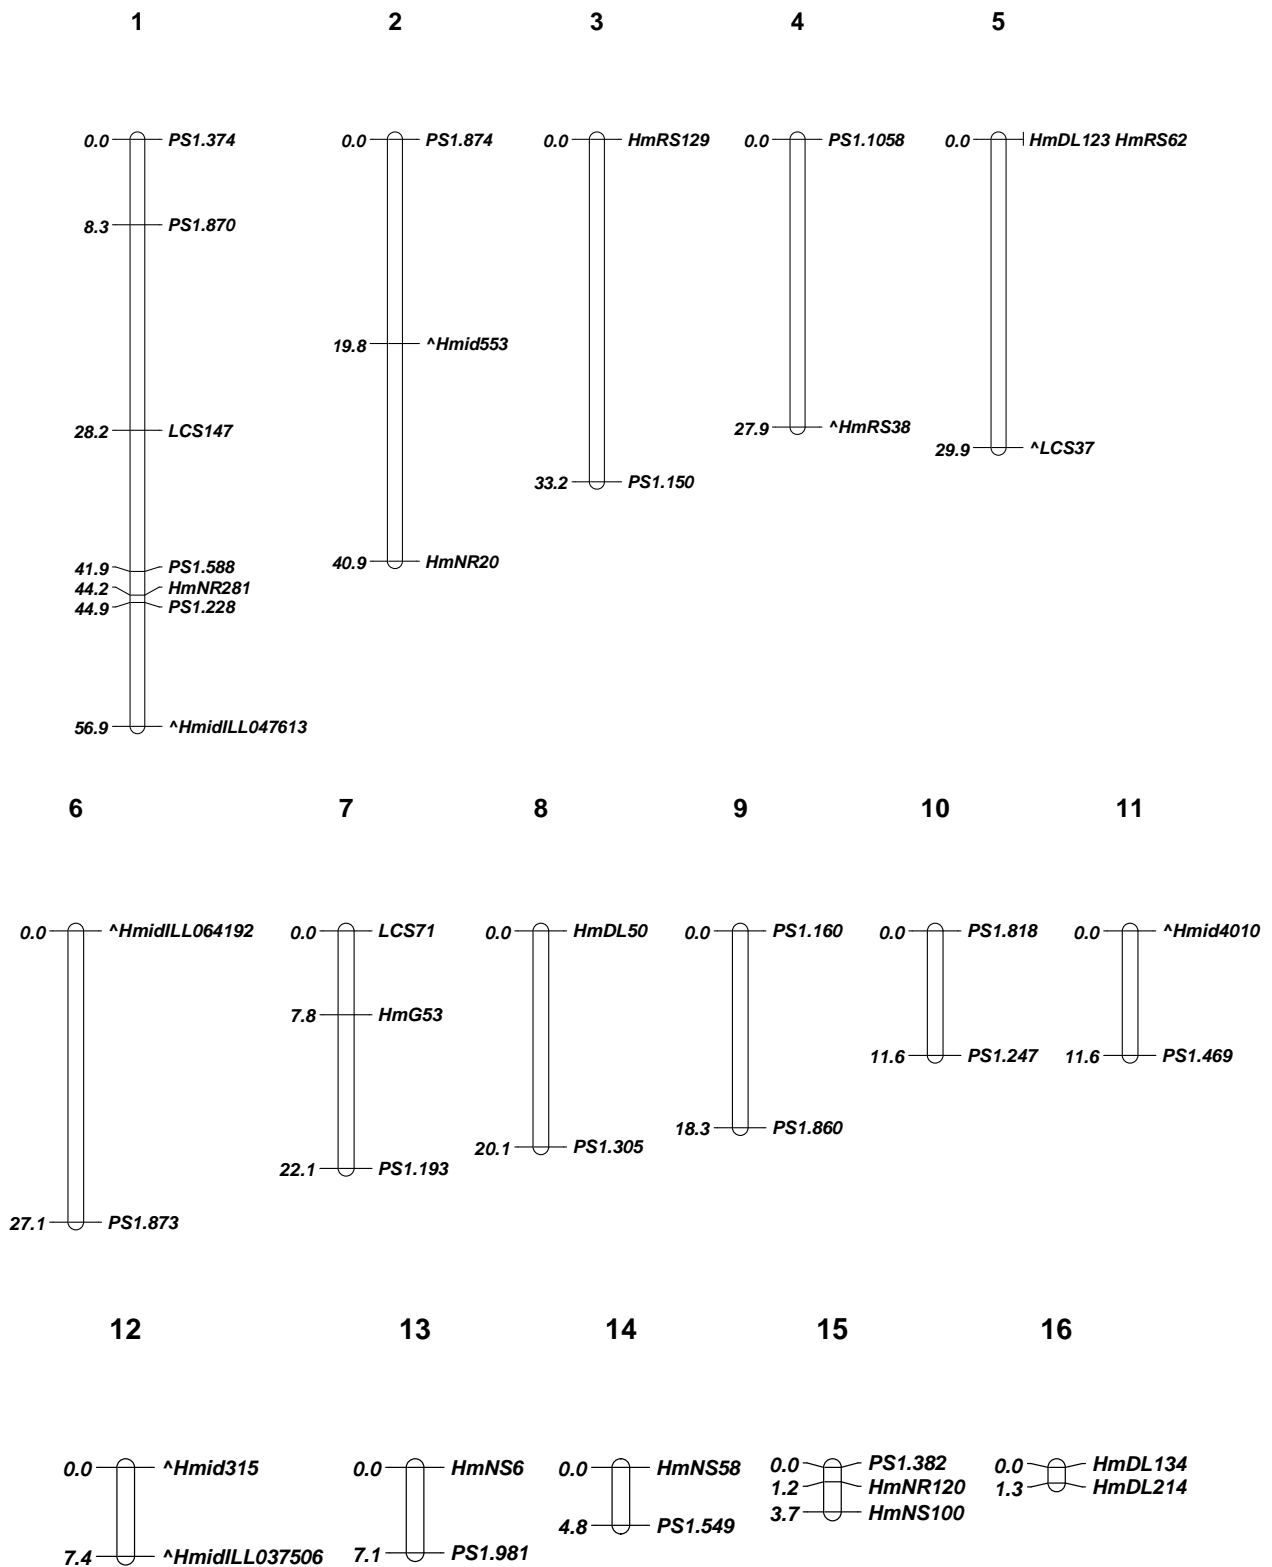 1 2 3 4 5
0.0 PS1.374 0.0 PS1.874 0.0 HmRS129 0.0 PS1.1058 0.0 HmDL123 HmRS62
8.3 PS1.870
19.8 ^Hmid553
28.2 LCS147 27.9 ^HmRS38
29.9 ^LCS37
33.2 PS1.150
40.9 HmNR20
41.9 PS1.588
44.2 HmNR281
44.9 PS1.228
56.9 ^HmidILL047613
6 7 8 9 10 11
0.0 ^HmidILL064192 0.0 LCS71 0.0 HmDL50 0.0 PS1.160 0.0 PS1.818 0.0 ^Hmid4010
7.8 HmG53
11.6 PS1.247 11.6 PS1.469
18.3 PS1.860
20.1 PS1.305
22.1 PS1.193
27.1 PS1.873
12 13 14 15 16
0.0 ^Hmid315 0.0 HmNS6 0.0 HmNS58 0.0 PS1.382 0.0 HmDL134
1.2 HmNR120 1.3 HmDL214
3.7 HmNS100
4.8 PS1.549
7.4 ^HmidILL037506 7.1 PS1.981